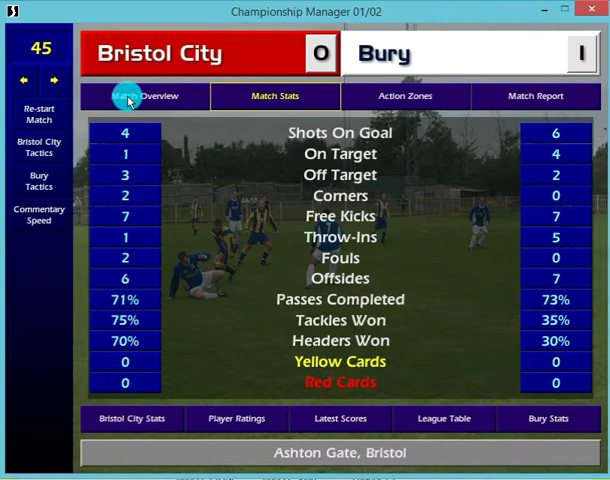 Championship Manager 01/02
45
Re-start
Match
Bristol City
Tactics
Bury
Tactics
Commentary
Speed
Bristol City 0 Bury 1
Match Overview Match Stats Action Zones Match Report
4 Shots On Goal 6
1 On Target 4
3 Off Target 2
2 Corners 0
7 Free Kicks 7
1 Throw-Ins 5
2 Fouls 0
6 Offsides 7
71% Passes Completed 73%
75% Tackles Won 35%
70% Headers Won 30%
0 Yellow Cards 0
0 Red Cards 0
Bristol City Stats Player Ratings Latest Scores League Table Bury Stats
Ashton Gate, Bristol